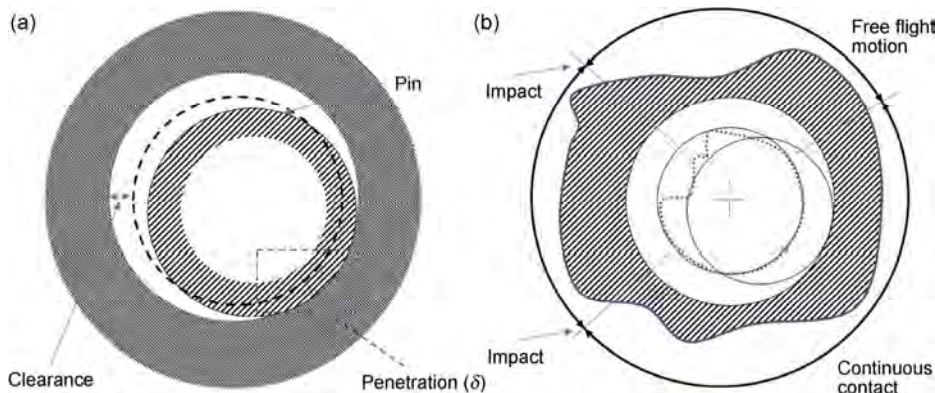 (a)
Pin
Clearance
Penetration (δ)
(b)
Free flight
motion
Impact
Impact
Continuous
contact